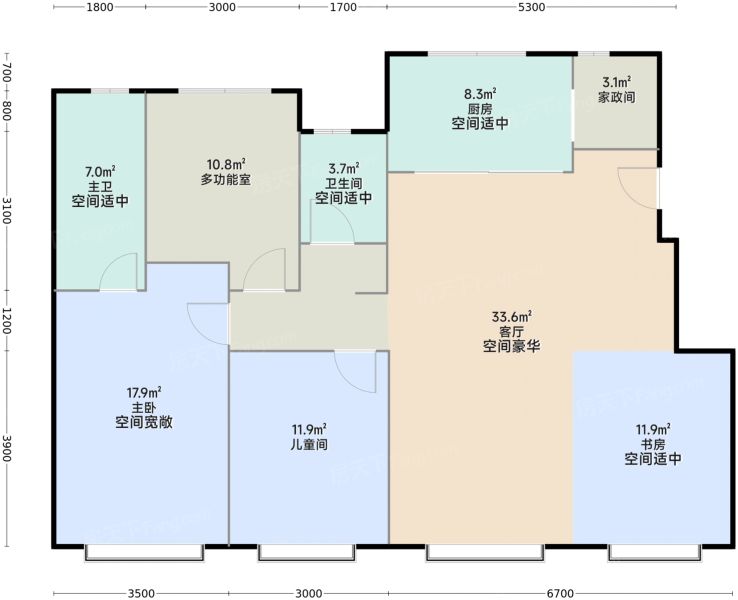 1800 3000 1700 5300
700
800
3100
1200
3900
8.3㎡
厨房
空间适中
3.1㎡
家政间
7.0㎡
主卫
空间适中
10.8㎡
多功能室
3.7㎡
卫生间
空间适中
33.6㎡
客厅
空间豪华
17.9㎡
主卧
空间宽敞
11.9㎡
儿童间
11.9㎡
书房
空间适中
3500 3000 6700